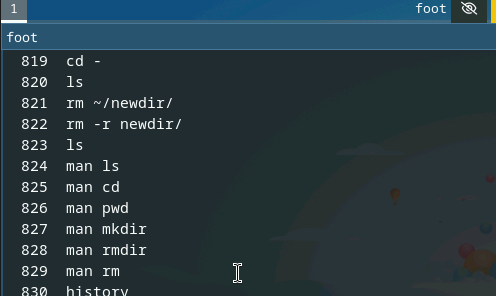 1 foot
foot
819 cd -
820 ls
821 rm ~/newdir/
822 rm -r newdir/
823 ls
824 man ls
825 man cd
826 man pwd
827 man mkdir
828 man rmdir
829 man rm
830 history